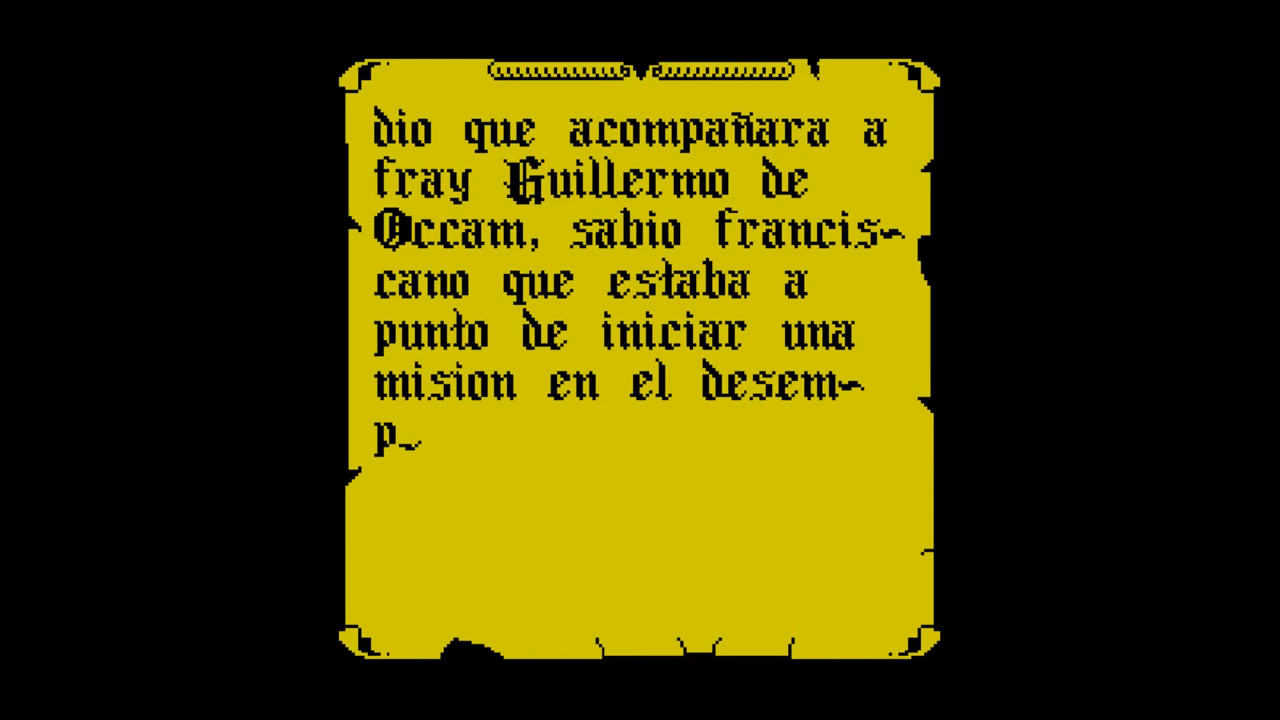 dio que acompañara a
fray Guillermo de
Occam, sabio francis~
cano que estaba a
punto de iniciar una
mision en el desem~
p